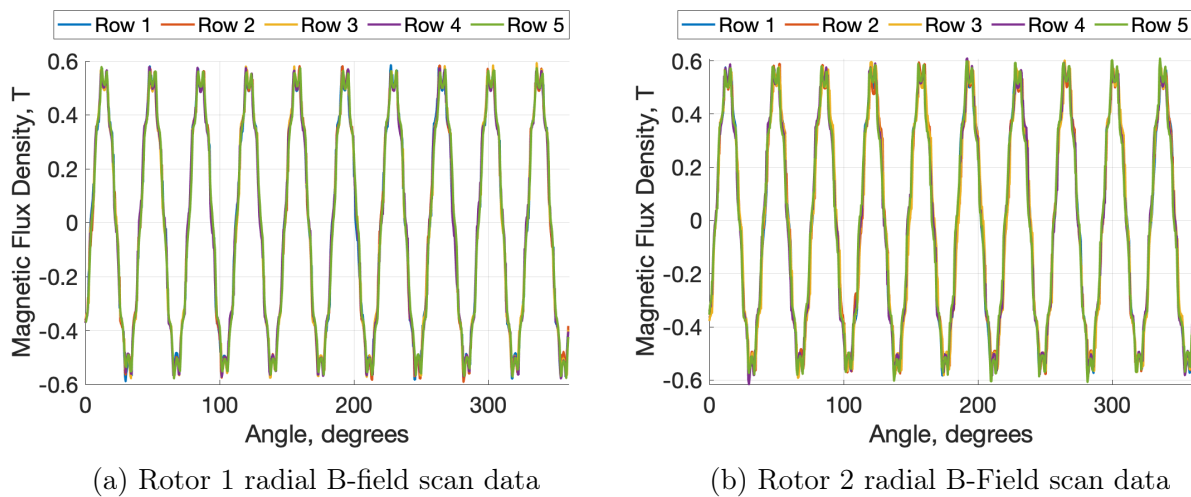 Row 1 Row 2 Row 3 Row 4 Row 5
Magnetic Flux Density, T
0.6
0.4
0.2
0
-0.2
-0.4
-0.6
0 100 200 300
Angle, degrees
(a) Rotor 1 radial B-field scan data
Row 1 Row 2 Row 3 Row 4 Row 5
Magnetic Flux Density, T
0.6
0.4
0.2
0
-0.2
-0.4
-0.6
0 100 200 300
Angle, degrees
(b) Rotor 2 radial B-Field scan data